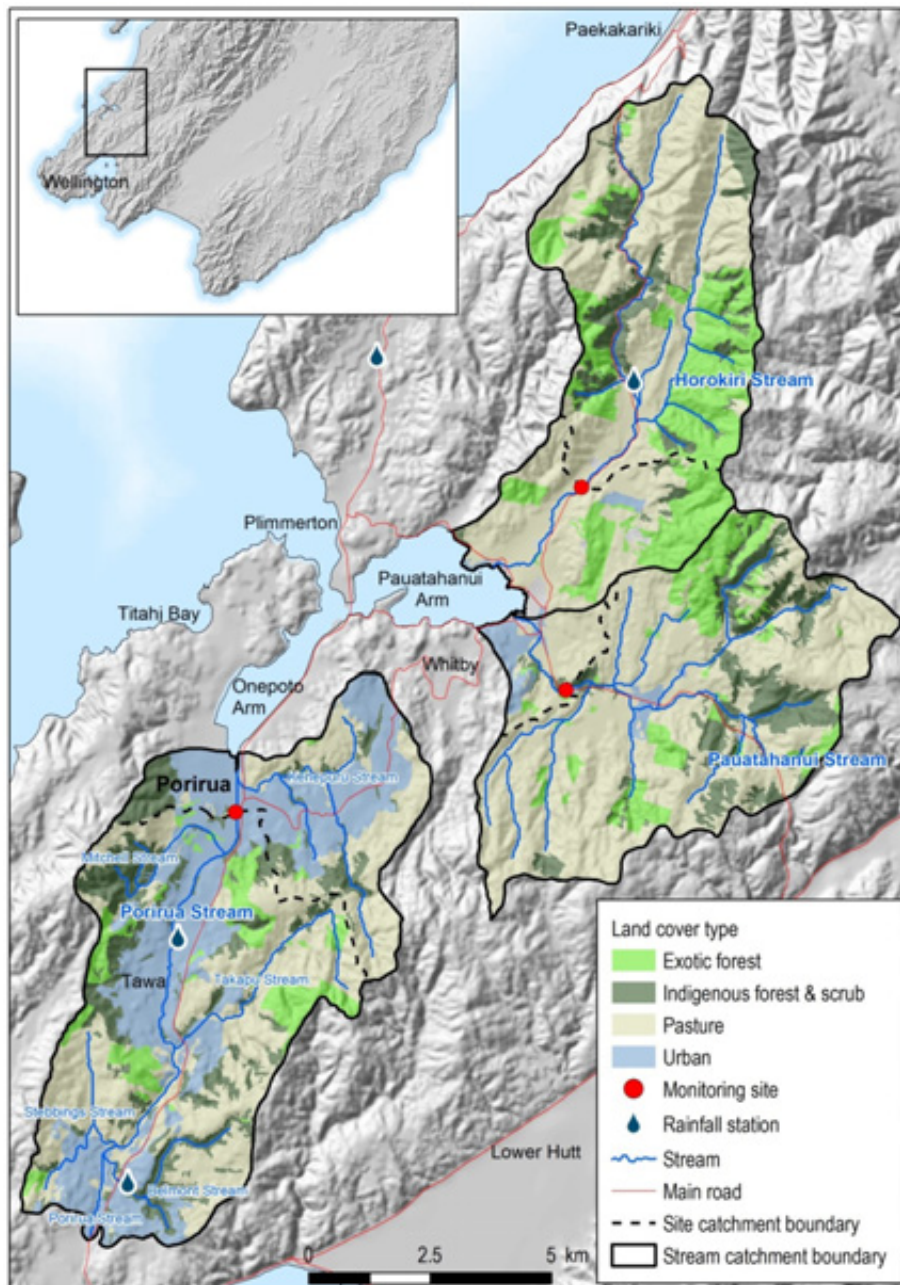 Paekakariki
Wellington
Horokiri Stream
Plimmerton
Pauatahanui
Arm
Titahi Bay
Whitby
Onepoto
Arm
Pauatahanui Stream
Porirua
Kenepuru Stream
Mitchell Stream
Porirua Stream
Tawa
Takapu Stream
Stebbings Stream
Belmont Stream
Porirua Stream
Lower Hutt
Land cover type
Exotic forest
Indigenous forest & scrub
Pasture
Urban
Monitoring site
Rainfall station
Stream
Main road
Site catchment boundary
Stream catchment boundary
0 2.5 5 km